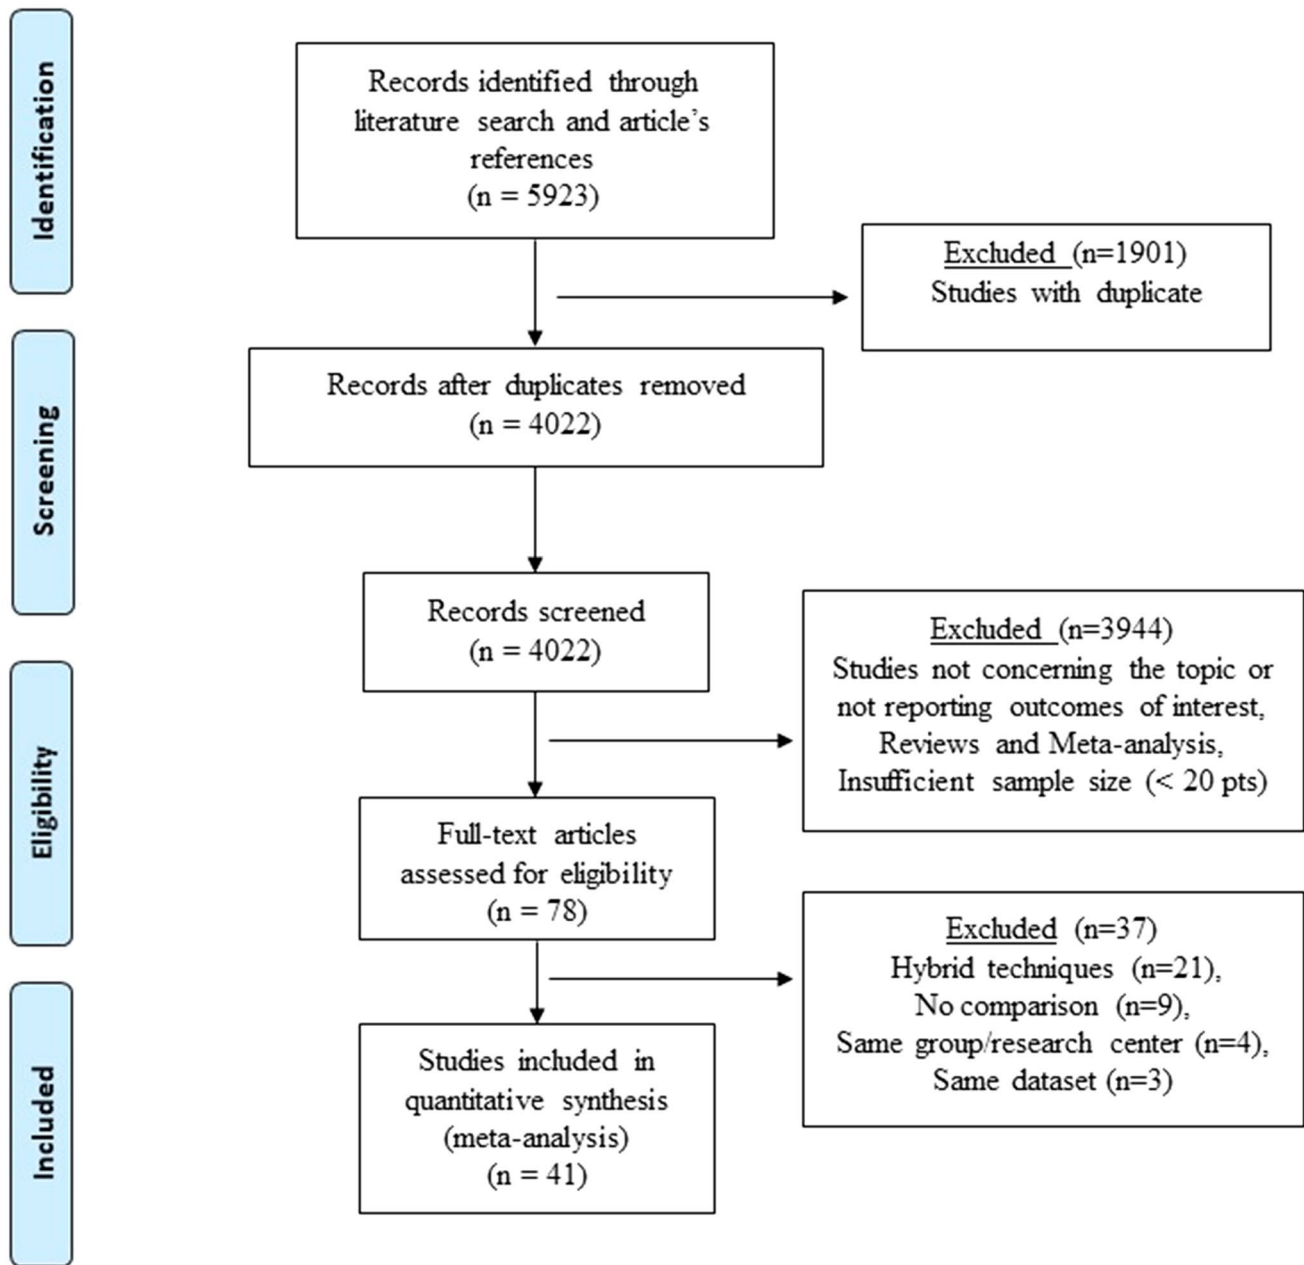 Identification
Records identified through
literature search and article's
references
(n = 5923)
Excluded (n=1901)
Studies with duplicate
Screening
Records after duplicates removed
(n = 4022)
Records screened
(n = 4022)
Excluded (n=3944)
Studies not concerning the topic or
not reporting outcomes of interest,
Reviews and Meta-analysis,
Insufficient sample size (< 20 pts)
Eligibility
Full-text articles
assessed for eligibility
(n = 78)
Excluded (n=37)
Hybrid techniques (n=21),
No comparison (n=9),
Same group/research center (n=4),
Same dataset (n=3)
Included
Studies included in
quantitative synthesis
(meta-analysis)
(n = 41)